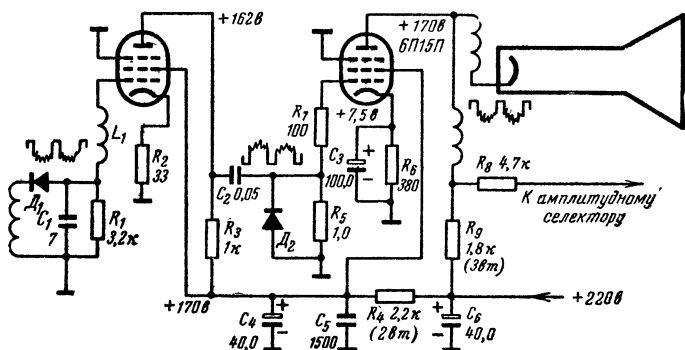 +162в
+170в
6П15П
L₁
R₂
33
Д₁
C₁
7
R₁
3,2к
C₂ 0,05
R₃
1к
Д₂
R₇
100
+7,5в
C₃
100,0
+
-
R₆
380
R₅
1,0
R₈ 4,7к
К амплитудному
селектору
R₉
1,8к
(3вт)
+170в
+220в
C₄
40,0
+
-
C₅
1500
R₄ 2,2к
(2вт)
+
-
C₆
40,0